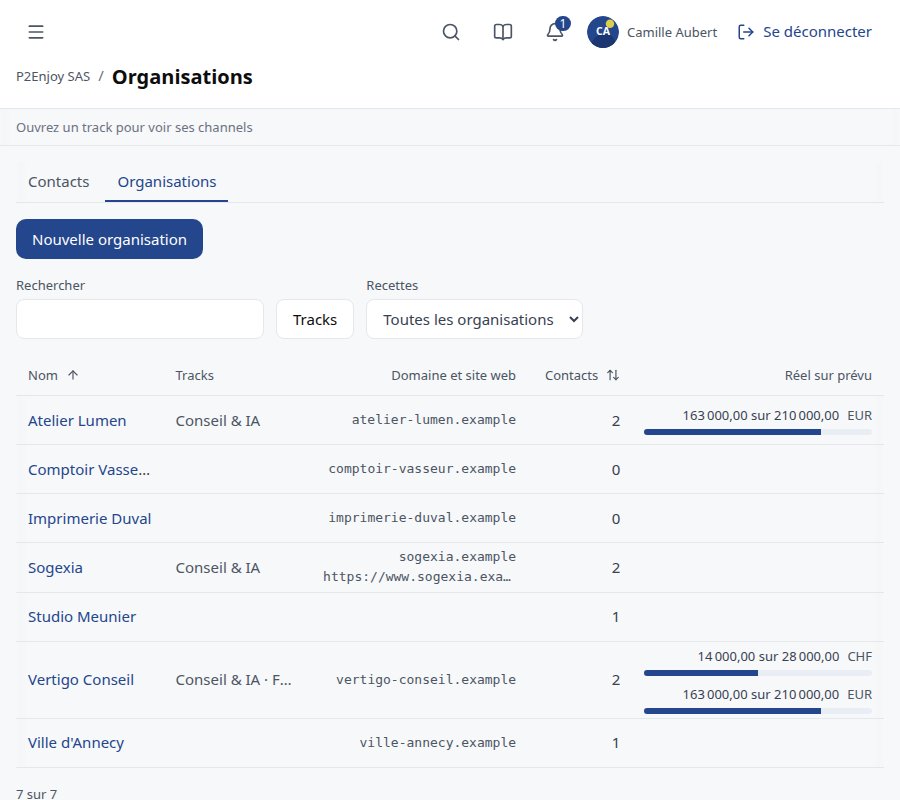 1
CA Camille Aubert Se déconnecter
P2Enjoy SAS / Organisations
Ouvrez un track pour voir ses channels
Contacts Organisations
Nouvelle organisation
Rechercher Recettes
Tracks Toutes les organisations
Nom Tracks Domaine et site web Contacts Réel sur prévu
Atelier Lumen Conseil & IA atelier-lumen.example 2 163 000,00 sur 210 000,00 EUR
Comptoir Vasse... comptoir-vasseur.example 0
Imprimerie Duval imprimerie-duval.example 0
Sogexia Conseil & IA sogexia.example 2
https://www.sogexia.exa…
Studio Meunier 1
14 000,00 sur 28 000,00 CHF
Vertigo Conseil Conseil & IA · F... vertigo-conseil.example 2
163 000,00 sur 210 000,00 EUR
Ville d'Annecy ville-annecy.example 1
7 sur 7